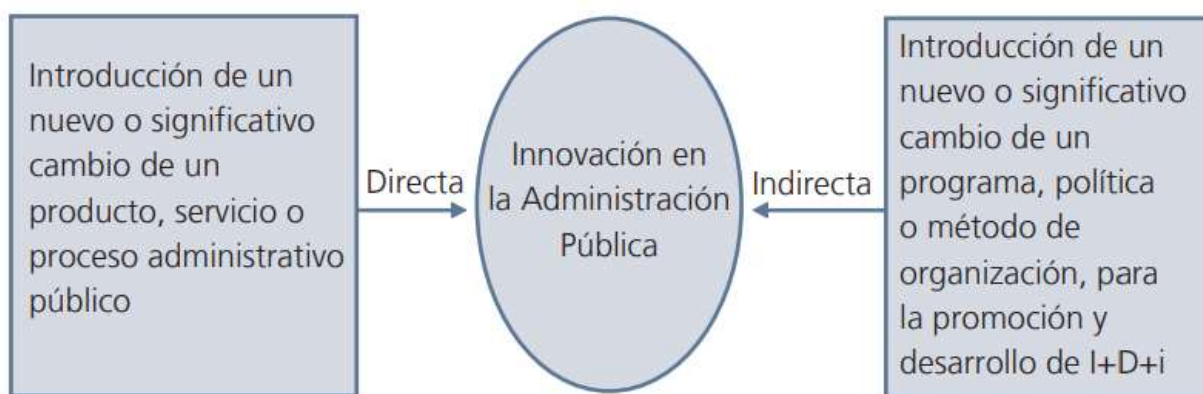 Introducción de un
nuevo o significativo
cambio de un
producto, servicio o
proceso administrativo
público
Directa
Innovación en
la Administración
Pública
Indirecta
Introducción de un
nuevo o significativo
cambio de un
programa, política
o método de
organización, para
la promoción y
desarrollo de I+D+i